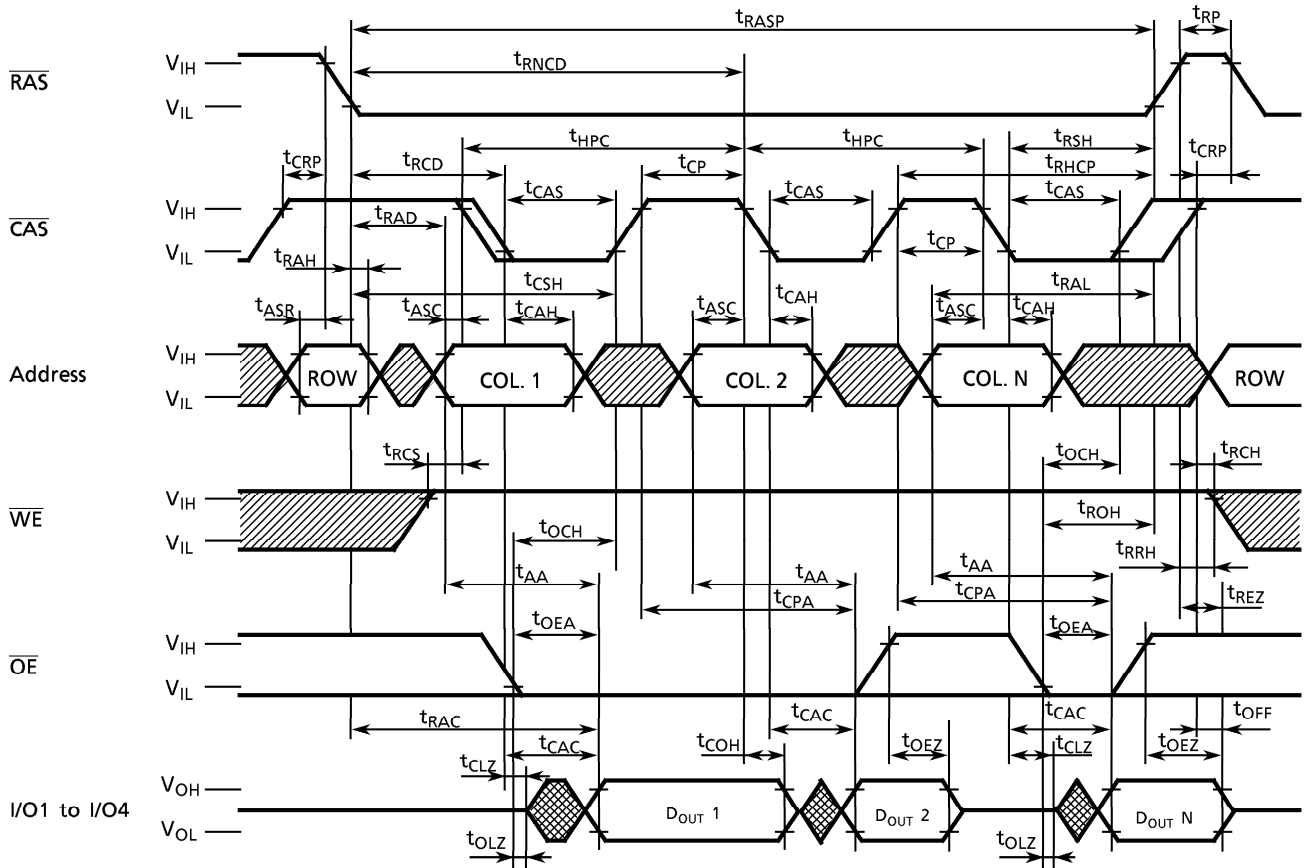 tRASP
tRP
tRNCD
RAS
VIH
VIL
tHPC
tHPC
tRSH
tCRP
tRCD
tCP
tRHCP
tCRP
tCAS
tCAS
tCAS
CAS
VIH
VIL
tRAD
tCP
tRAH
tCSH
tRAL
tASR
tASC
tCAH
tASC
tCAH
tASC
tCAH
Address
VIH
VIL
ROW
COL. 1
COL. 2
COL. N
ROW
tRCS
tOCH
tRCH
WE
VIH
VIL
tROH
tOCH
tRRH
tAA
tAA
tAA
tCPA
tCPA
tREZ
tOEA
tOEA
OE
VIH
VIL
tRAC
tCAC
tCAC
tOFF
tCAC
tCOH
tOEZ
tCLZ
tOEZ
tCLZ
I/O1 to I/O4
VOH
VOL
DOUT 1
DOUT 2
DOUT N
tOLZ
tOLZ